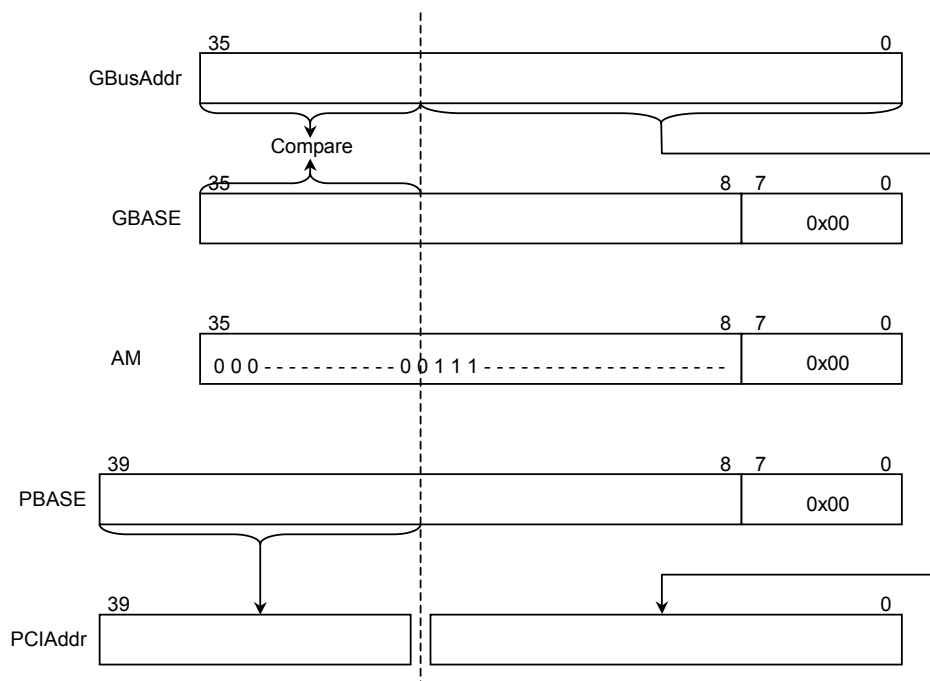 35 0
GBusAddr
Compare
35 8 7 0
GBASE 0x00
35 8 7 0
AM 0 0 0 - - - - - - - - - - - 0 0 1 1 1 - - - - - - - - - - - - - - - - - - - - - 0x00
39 8 7 0
PBASE 0x00
39 0
PCIAddr